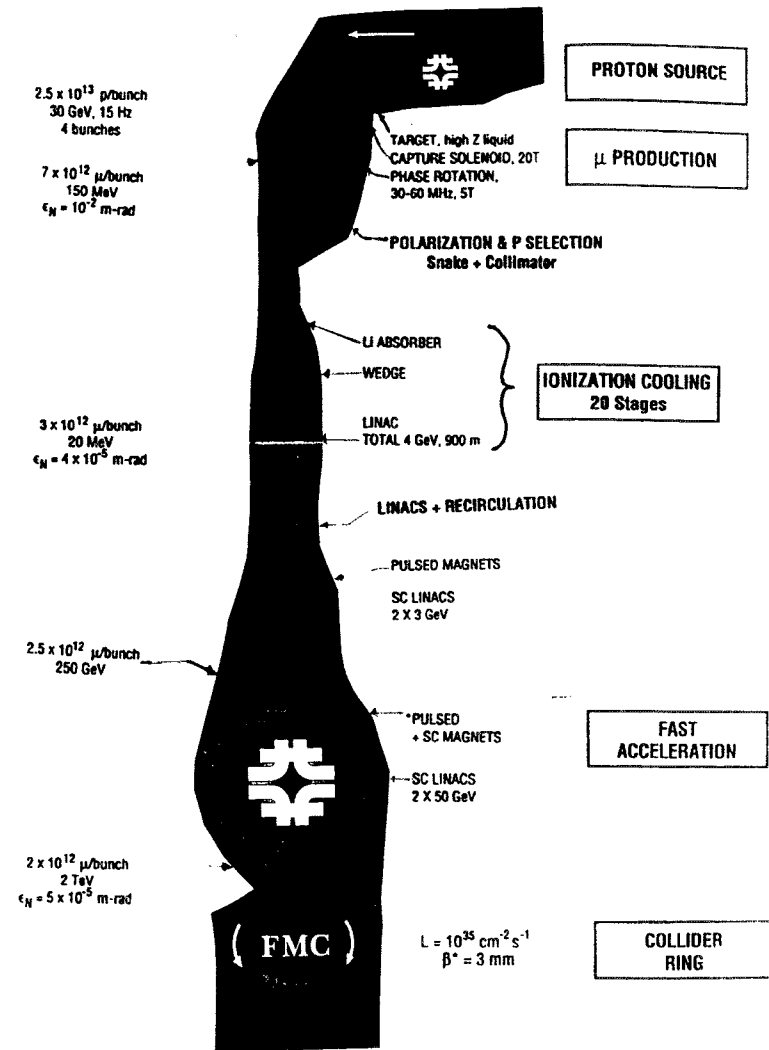 PROTON SOURCE
2.5 x 10¹³ p/bunch
30 GeV, 15 Hz
4 bunches
TARGET, high Z liquid
CAPTURE SOLENOID, 20T
PHASE ROTATION,
30-60 MHz, 5T
μ PRODUCTION
7 x 10¹² μ/bunch
150 MeV
ϵ_N = 10⁻² m-rad
POLARIZATION & P SELECTION
Snake + Collimator
Li ABSORBER
WEDGE
IONIZATION COOLING
20 Stages
LINAC
TOTAL 4 GeV, 900 m
3 x 10¹² μ/bunch
20 MeV
ϵ_N = 4 x 10⁻⁵ m-rad
LINACS + RECIRCULATION
PULSED MAGNETS
SC LINACS
2 X 3 GeV
2.5 x 10¹² μ/bunch
250 GeV
*PULSED
+ SC MAGNETS
FAST
ACCELERATION
SC LINACS
2 X 50 GeV
2 x 10¹² μ/bunch
2 TeV
ϵ_N = 5 x 10⁻⁵ m-rad
FMC
L = 10³⁵ cm⁻² s⁻¹
β* = 3 mm
COLLIDER
RING